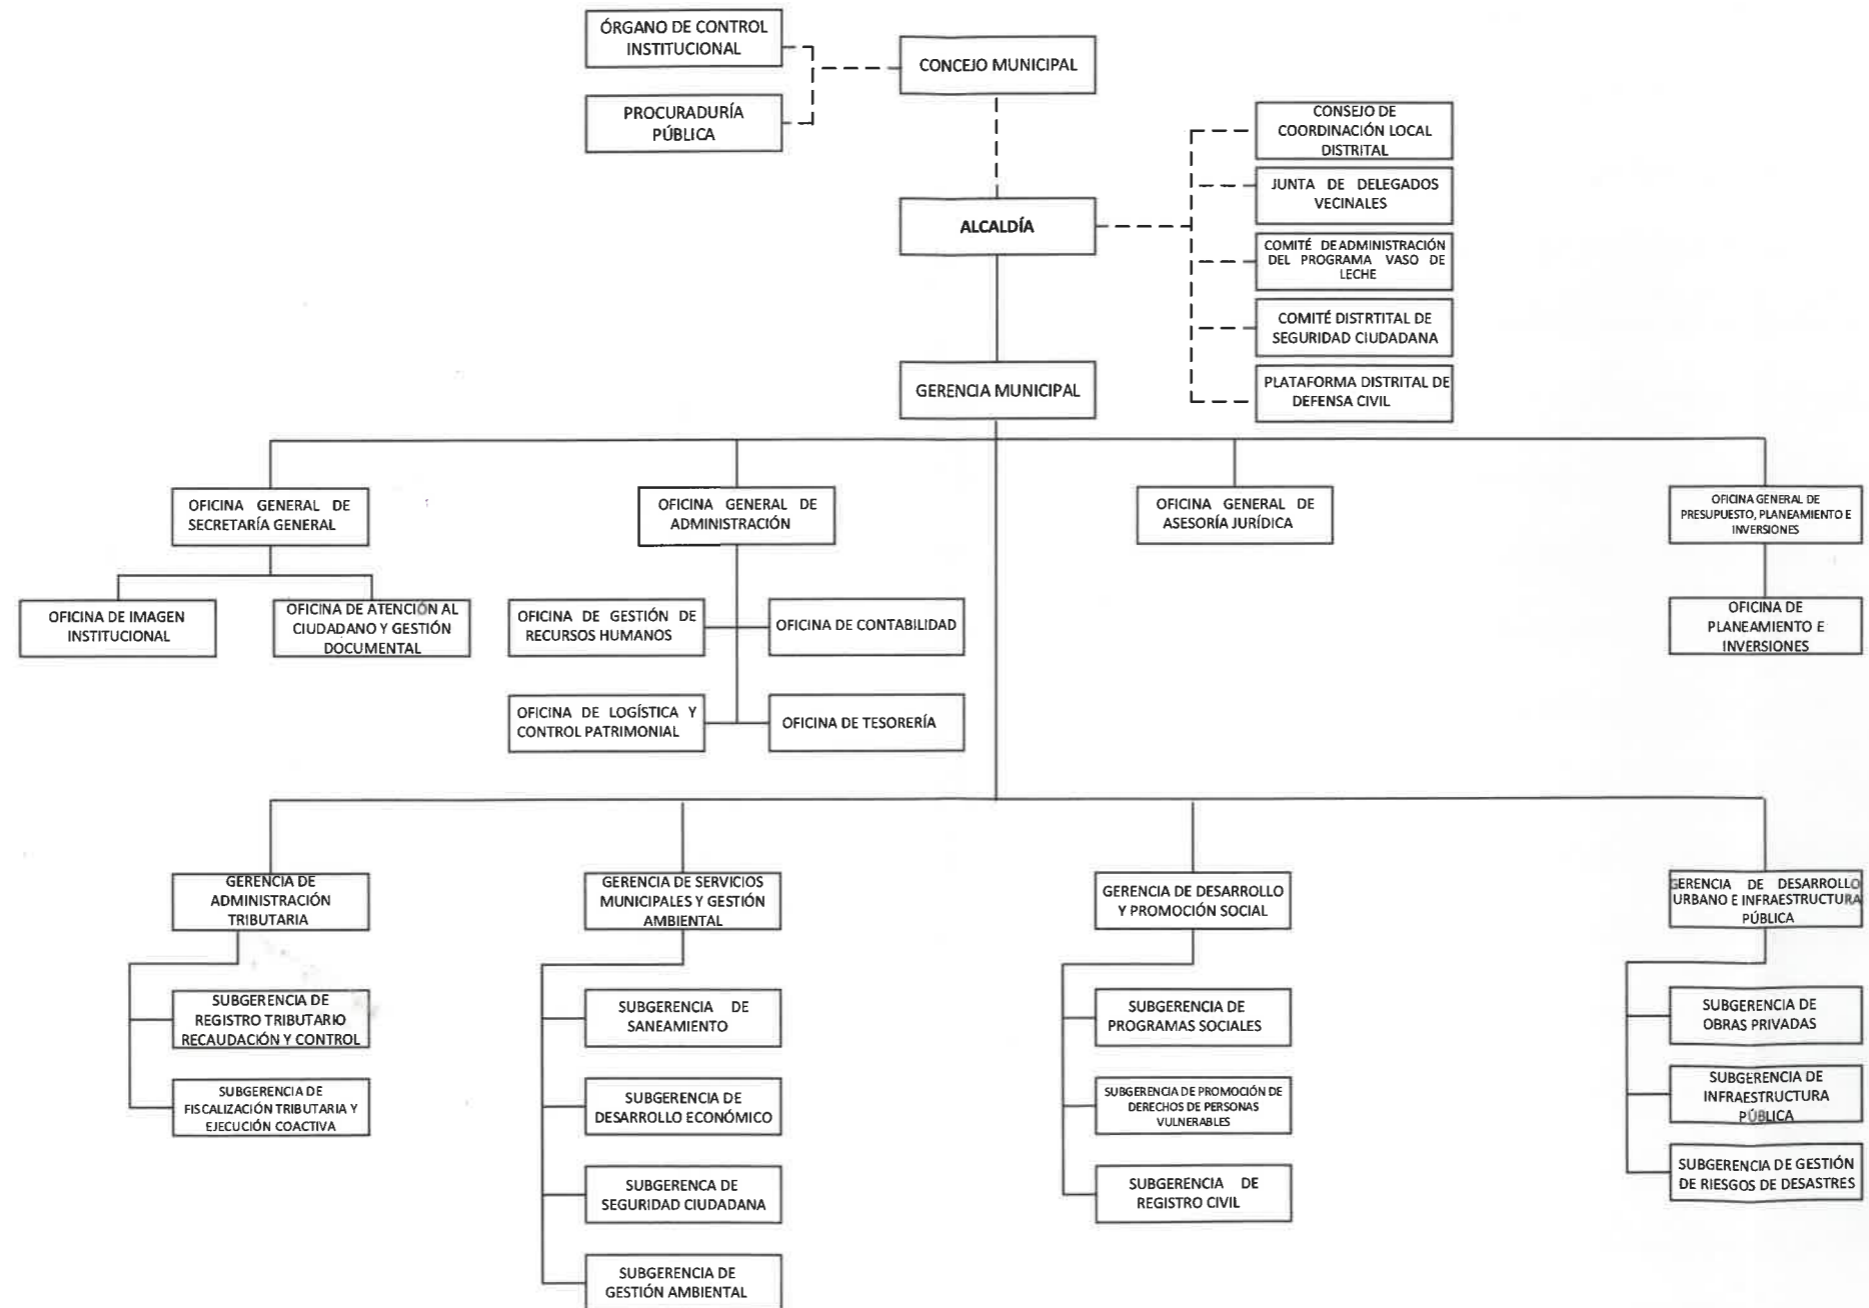 ÓRGANO DE CONTROL
INSTITUCIONAL
CONCEJO MUNICIPAL
PROCURADURÍA
PÚBLICA
CONSEJO DE
COORDINACIÓN LOCAL
DISTRITAL
JUNTA DE DELEGADOS
VECINALES
ALCALDÍA
COMITÉ DE ADMINISTRACIÓN
DEL PROGRAMA VASO DE
LECHE
COMITÉ DISTRTITAL DE
SEGURIDAD CIUDADANA
GERENCIA MUNICIPAL
PLATAFORMA DISTRITAL DE
DEFENSA CIVIL
OFICINA GENERAL DE
SECRETARÍA GENERAL
OFICINA GENERAL DE
ADMINISTRACIÓN
OFICINA GENERAL DE
ASESORÍA JURÍDICA
OFICINA GENERAL DE
PRESUPUESTO, PLANEAMIENTO E
INVERSIONES
OFICINA DE IMAGEN
INSTITUCIONAL
OFICINA DE ATENCIÓN AL
CIUDADANO Y GESTIÓN
DOCUMENTAL
OFICINA DE GESTIÓN DE
RECURSOS HUMANOS
OFICINA DE CONTABILIDAD
OFICINA DE
PLANEAMIENTO E
INVERSIONES
OFICINA DE LOGÍSTICA Y
CONTROL PATRIMONIAL
OFICINA DE TESORERÍA
GERENCIA DE
ADMINISTRACIÓN
TRIBUTARIA
GERENCIA DE SERVICIOS
MUNICIPALES Y GESTIÓN
AMBIENTAL
GERENCIA DE DESARROLLO
Y PROMOCIÓN SOCIAL
GERENCIA DE DESARROLLO
URBANO E INFRAESTRUCTURA
PÚBLICA
SUBGERENCIA DE
REGISTRO TRIBUTARIO
RECAUDACIÓN Y CONTROL
SUBGERENCIA DE
SANEAMIENTO
SUBGERENCIA DE
PROGRAMAS SOCIALES
SUBGERENCIA DE
OBRAS PRIVADAS
SUBGERENCIA DE
FISCALIZACIÓN TRIBUTARIA Y
EJECUCIÓN COACTIVA
SUBGERENCIA DE
DESARROLLO ECONÓMICO
SUBGERENCIA DE PROMOCIÓN DE
DERECHOS DE PERSONAS
VULNERABLES
SUBGERENCIA DE
INFRAESTRUCTURA
PÚBLICA
SUBGERENCA DE
SEGURIDAD CIUDADANA
SUBGERENCIA DE
REGISTRO CIVIL
SUBGERENCIA DE GESTIÓN
DE RIESGOS DE DESASTRES
SUBGERENCIA DE
GESTIÓN AMBIENTAL